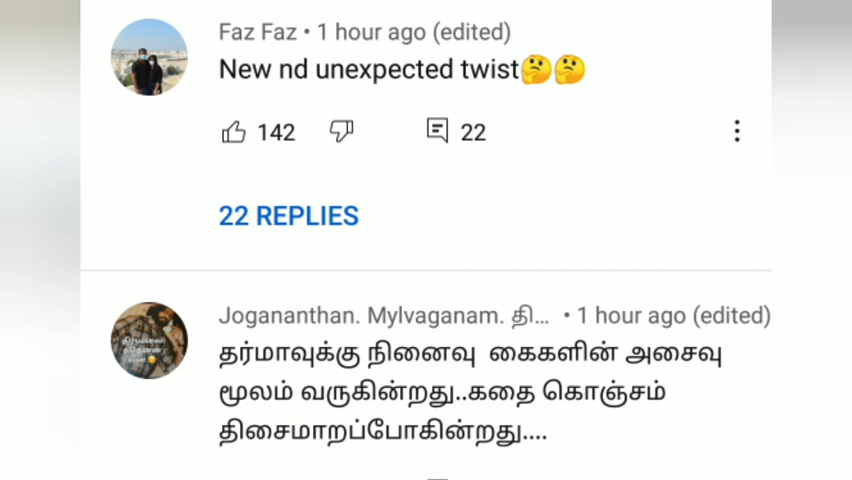 Faz Faz • 1 hour ago (edited)
New nd unexpected twist🤔🤔
142 22
22 REPLIES
Jogananthan. Mylvaganam. தி... • 1 hour ago (edited)
தர்மாவுக்கு நினைவு கைகளின் அசைவு
மூலம் வருகின்றது..கதை கொஞ்சம்
திசைமாறப்போகின்றது....